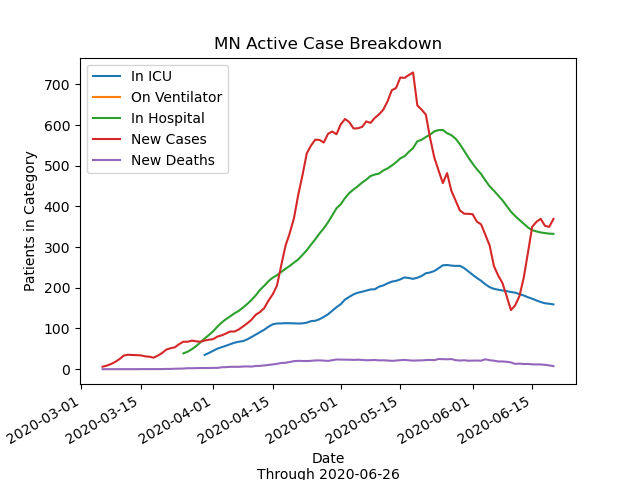 MN Active Case Breakdown
In ICU
On Ventilator
In Hospital
New Cases
New Deaths
Patients in Category
700
600
500
400
300
200
100
0
2020-03-01
2020-03-15
2020-04-01
2020-04-15
2020-05-01
2020-05-15
2020-06-01
2020-06-15
Date
Through 2020-06-26